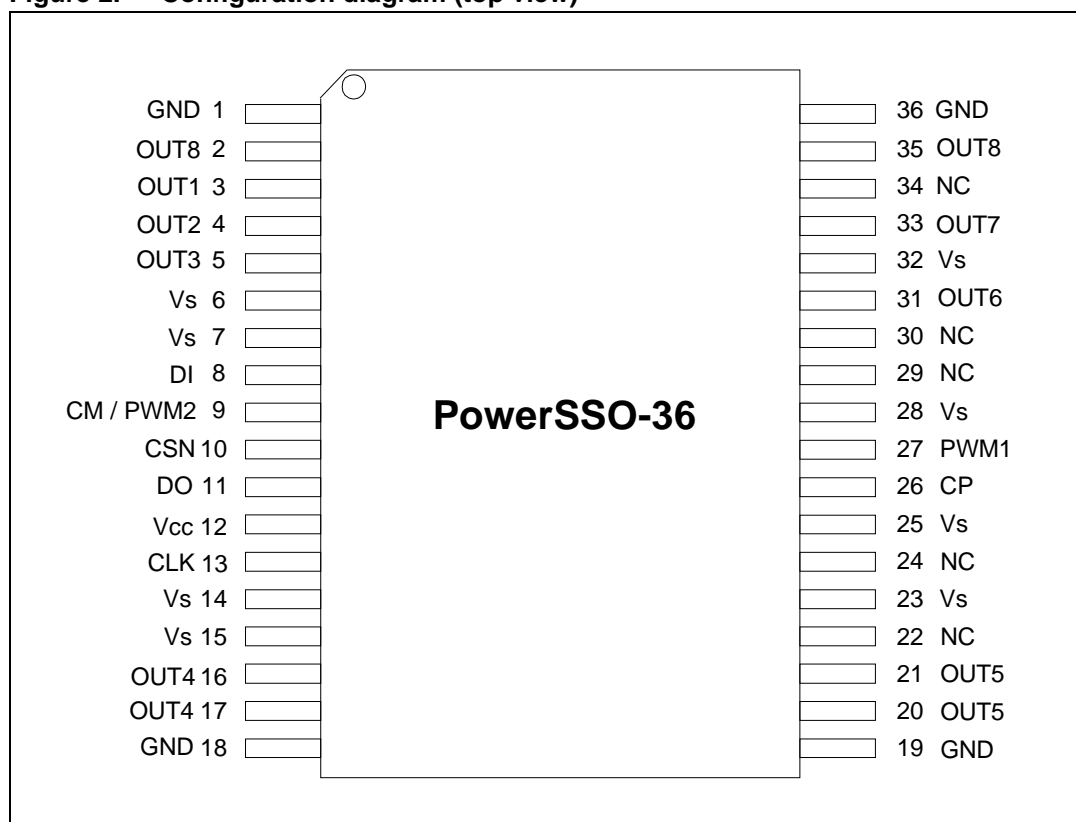 Figure 2. Configuration diagram (top view)
GND 1
OUT8 2
OUT1 3
OUT2 4
OUT3 5
Vs 6
Vs 7
DI 8
CM / PWM2 9
CSN 10
DO 11
Vcc 12
CLK 13
Vs 14
Vs 15
OUT4 16
OUT4 17
GND 18
PowerSSO-36
36 GND
35 OUT8
34 NC
33 OUT7
32 Vs
31 OUT6
30 NC
29 NC
28 Vs
27 PWM1
26 CP
25 Vs
24 NC
23 Vs
22 NC
21 OUT5
20 OUT5
19 GND